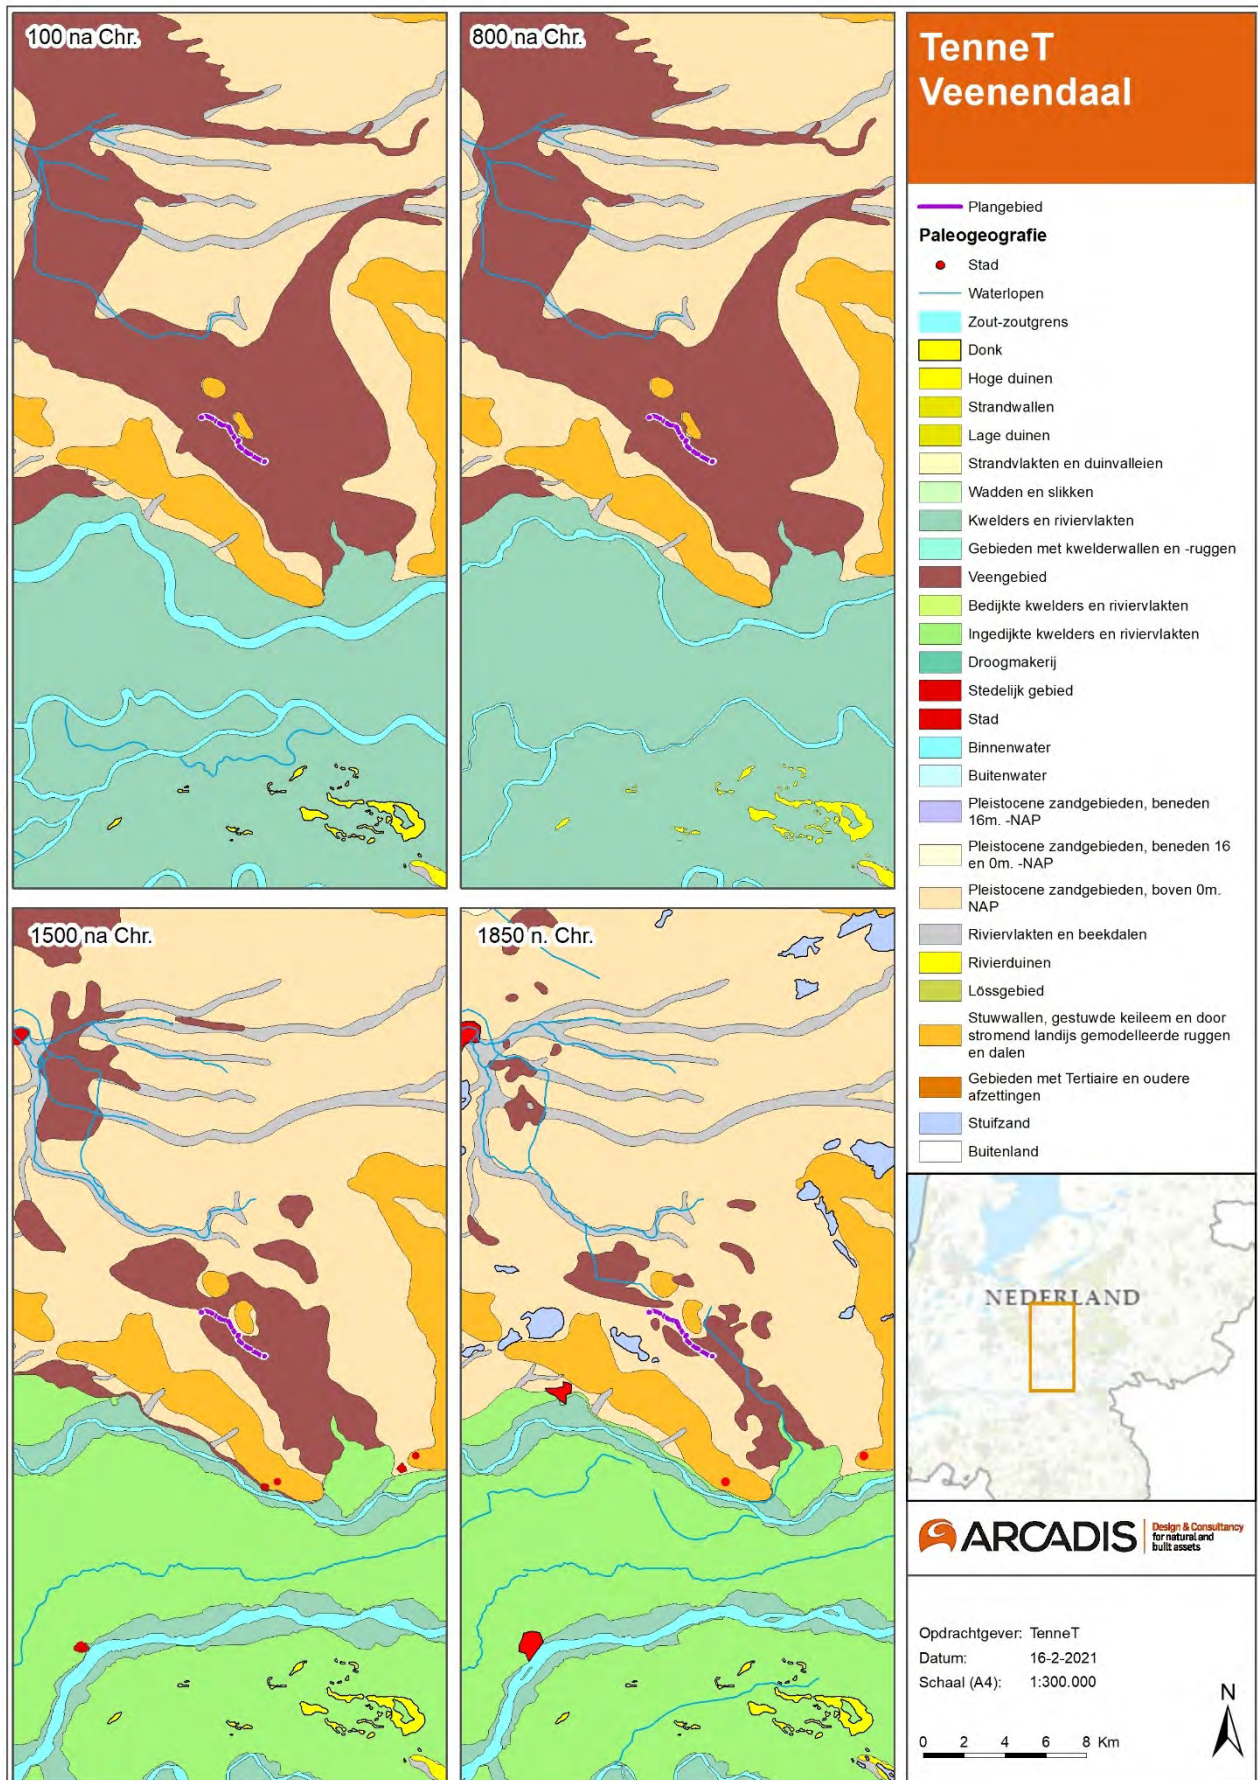 100 na Chr.
800 na Chr.
1500 na Chr.
1850 n. Chr.
TenneT
Veenendaal
Plangebied
Paleogeografie
Stad
Waterlopen
Zout-zoutgrens
Donk
Hoge duinen
Strandwallen
Lage duinen
Strandvlakten en duinvalleien
Wadden en slikken
Kwelders en riviervlakten
Gebieden met kwelderwallen en -ruggen
Veengebied
Bedijkte kwelders en riviervlakten
Ingedijkte kwelders en riviervlakten
Droogmakerij
Stedelijk gebied
Stad
Binnenwater
Buitenwater
Pleistocene zandgebieden, beneden
16m. -NAP
Pleistocene zandgebieden, beneden 16
en 0m. -NAP
Pleistocene zandgebieden, boven 0m.
NAP
Riviervlakten en beekdalen
Rivierduinen
Lössgebied
Stuwwallen, gestuwde keileem en door
stromend landijs gemodelleerde ruggen
en dalen
Gebieden met Tertiaire en oudere
afzettingen
Stuifzand
Buitenland
NEDERLAND
ARCADIS
Design & Consultancy
for natural and
built assets
Opdrachtgever: TenneT
Datum: 16-2-2021
Schaal (A4): 1:300.000
N
0 2 4 6 8 Km